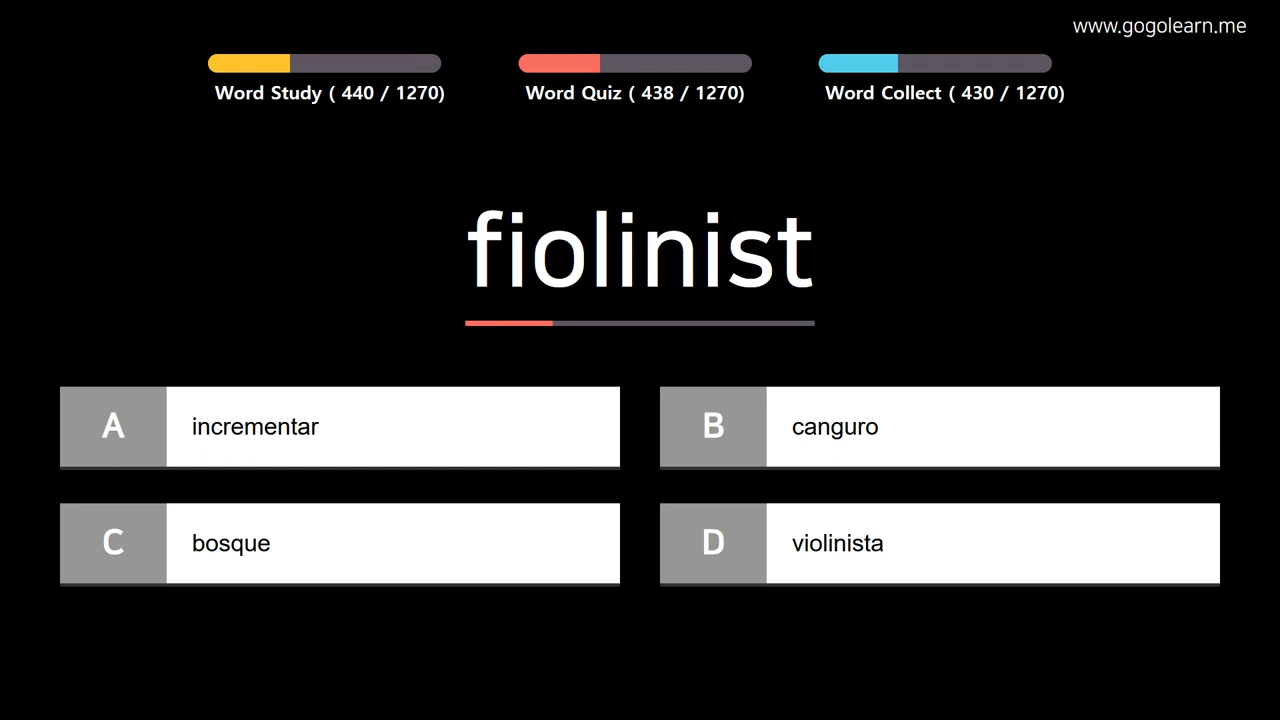 www.gogolearn.me
Word Study ( 440 / 1270)
Word Quiz ( 438 / 1270)
Word Collect ( 430 / 1270)
fiolinist
A incrementar
B canguro
C bosque
D violinista